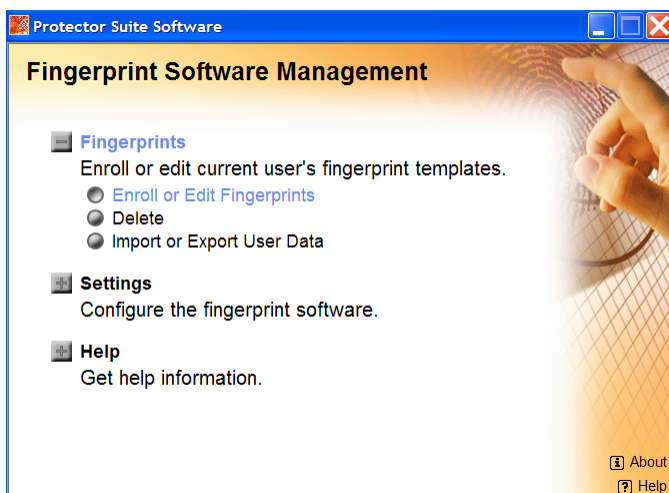 Protector Suite Software
Fingerprint Software Management
Fingerprints
Enroll or edit current user's fingerprint templates.
Enroll or Edit Fingerprints
Delete
Import or Export User Data
Settings
Configure the fingerprint software.
Help
Get help information.
About
Help